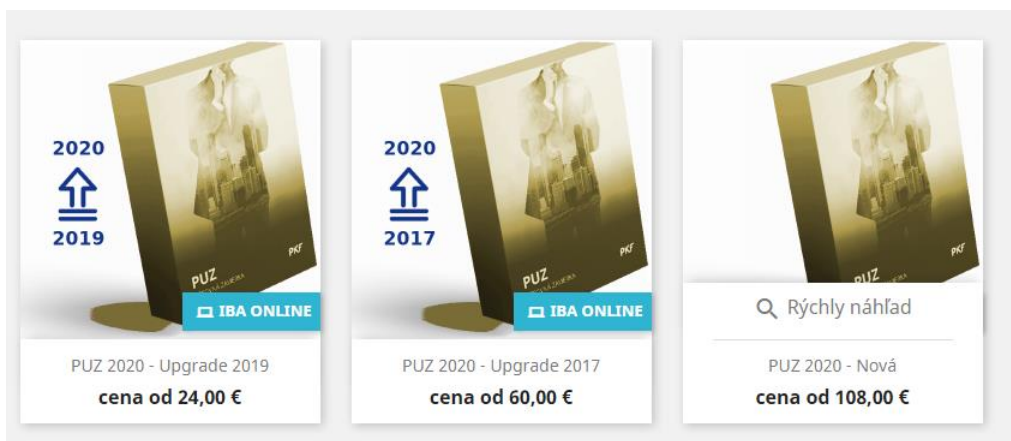 2020
2019
PUZ
PKF
IBA ONLINE
PUZ 2020 - Upgrade 2019
cena od 24,00 €
2020
2017
PUZ
PKF
IBA ONLINE
PUZ 2020 - Upgrade 2017
cena od 60,00 €
PUZ
PKF
Rýchly náhľad
PUZ 2020 - Nová
cena od 108,00 €